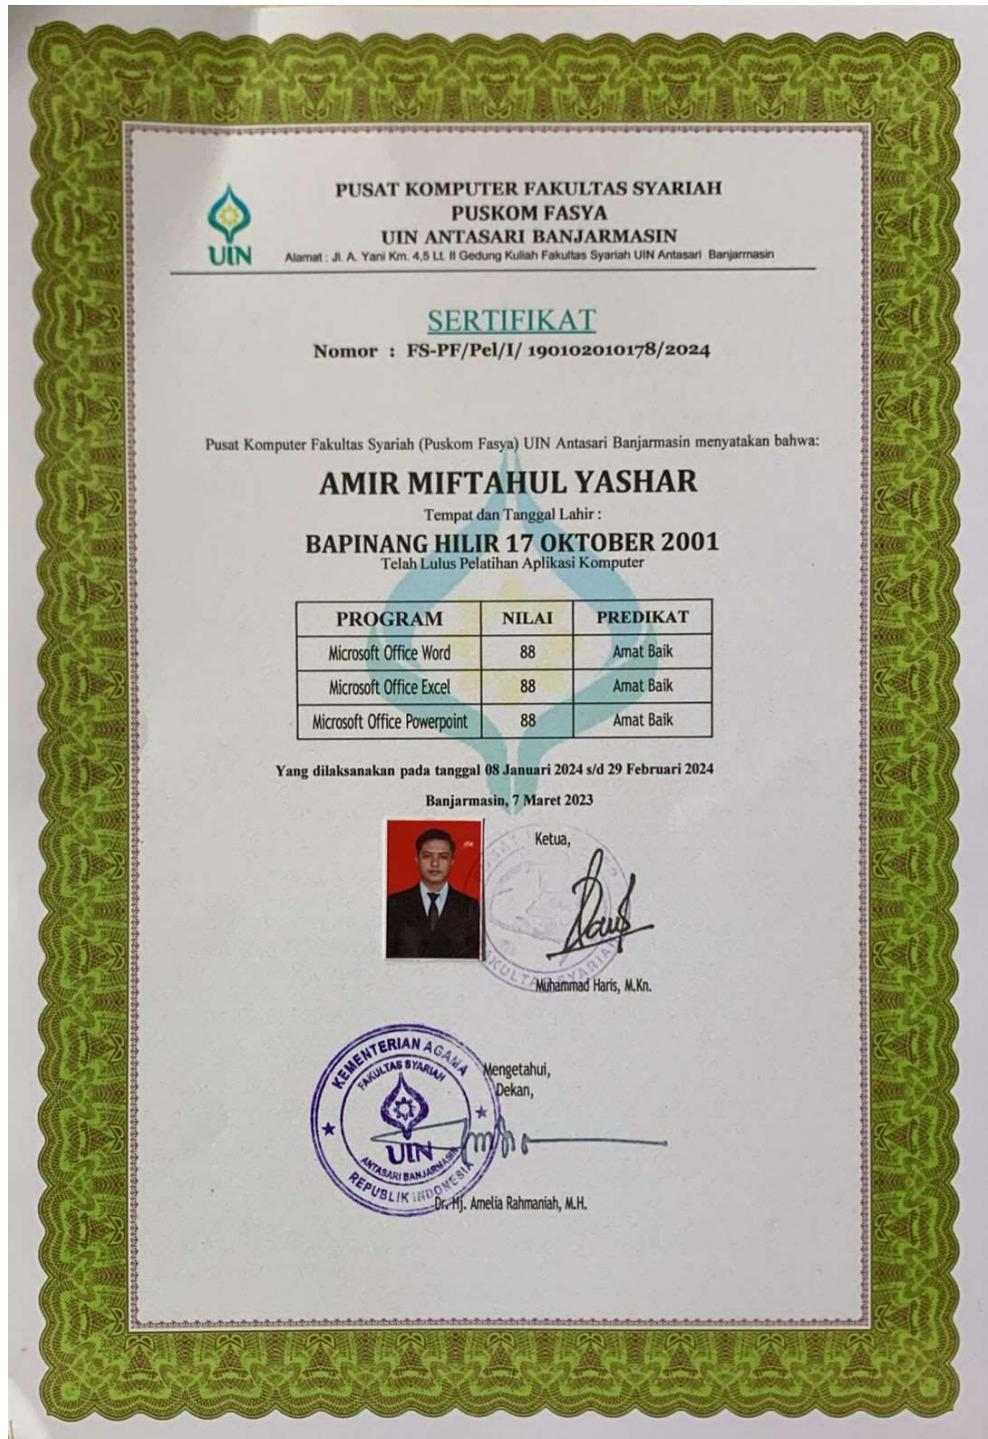 PUSAT KOMPUTER FAKULTAS SYARIAH
PUSKOM FASYA
UIN ANTASARI BANJARMASIN
UIN
Alamat : Jl. A. Yani Km. 4,5 Lt. II Gedung Kuliah Fakultas Syariah UIN Antasari Banjarmasin
SERTIFIKAT
Nomor : FS-PF/Pel/I/ 190102010178/2024
Pusat Komputer Fakultas Syariah (Puskom Fasya) UIN Antasari Banjarmasin menyatakan bahwa:
AMIR MIFTAHUL YASHAR
Tempat dan Tanggal Lahir :
BAPINANG HILIR 17 OKTOBER 2001
Telah Lulus Pelatihan Aplikasi Komputer
PROGRAM NILAI PREDIKAT
Microsoft Office Word 88 Amat Baik
Microsoft Office Excel 88 Amat Baik
Microsoft Office Powerpoint 88 Amat Baik
Yang dilaksanakan pada tanggal 08 Januari 2024 s/d 29 Februari 2024
Banjarmasin, 7 Maret 2023
Ketua,
FAKULTAS SYARIAH
Muhammad Haris, M.Kn.
Mengetahui,
Dekan,
KEMENTERIAN AGAMA
FAKULTAS SYARIAH
UIN
ANTASARI BANJARMASIN
REPUBLIK INDONESIA
Dr. Hj. Amelia Rahmaniah, M.H.